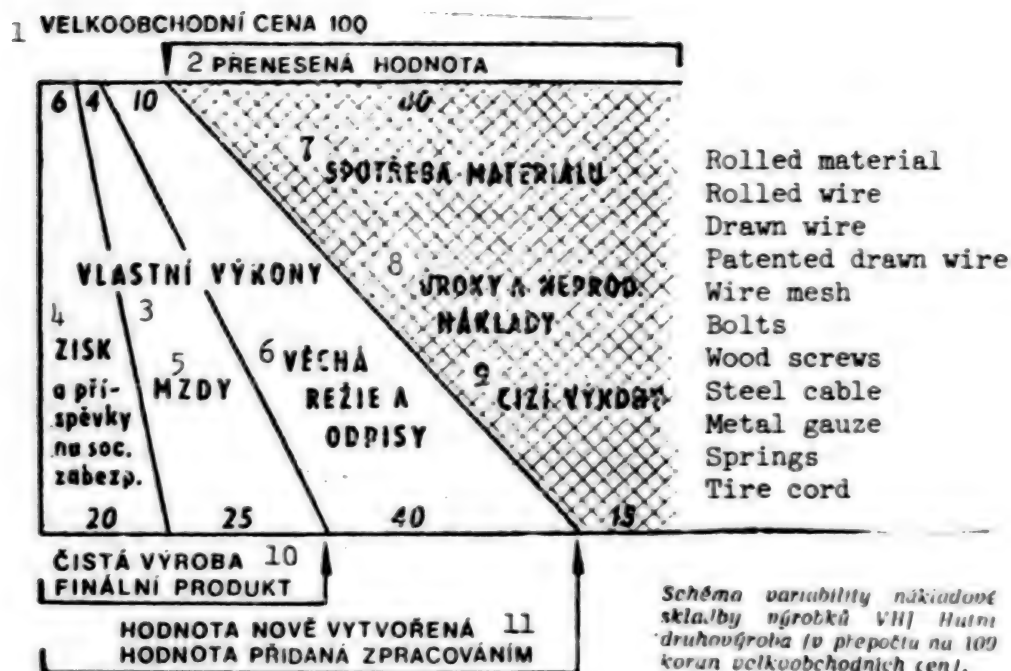 1 VELKOOBCHODNÍ CENA 100
2 PŘENESENÁ HODNOTA
6 4 10 80
7 SPOTŘEBA MATERIÁLU
Rolled material
Rolled wire
Drawn wire
Patented drawn wire
Wire mesh
Bolts
Wood screws
Steel cable
Metal gauze
Springs
Tire cord
VLASTNÍ VÝKONY
3
8 ÚROKY A NEPROD.
NÁKLADY
4
ZISK
a pří-
spěvky
na soc.
zabezp.
5
MZDY
6 VĚCNÁ
REŽIE A
ODPISY
9 CIZÍ VÝKONY
20 25 40 15
ČISTÁ VÝROBA 10
FINÁLNÍ PRODUKT
HODNOTA NOVĚ VYTVOŘENÁ 11
HODNOTA PŘIDANÁ ZPRACOVÁNÍM
Schéma variability nákladové
skladby výrobků VHJ Hutní
druhovýroba (v přepočtu na 100
korun velkoobchodních cen).